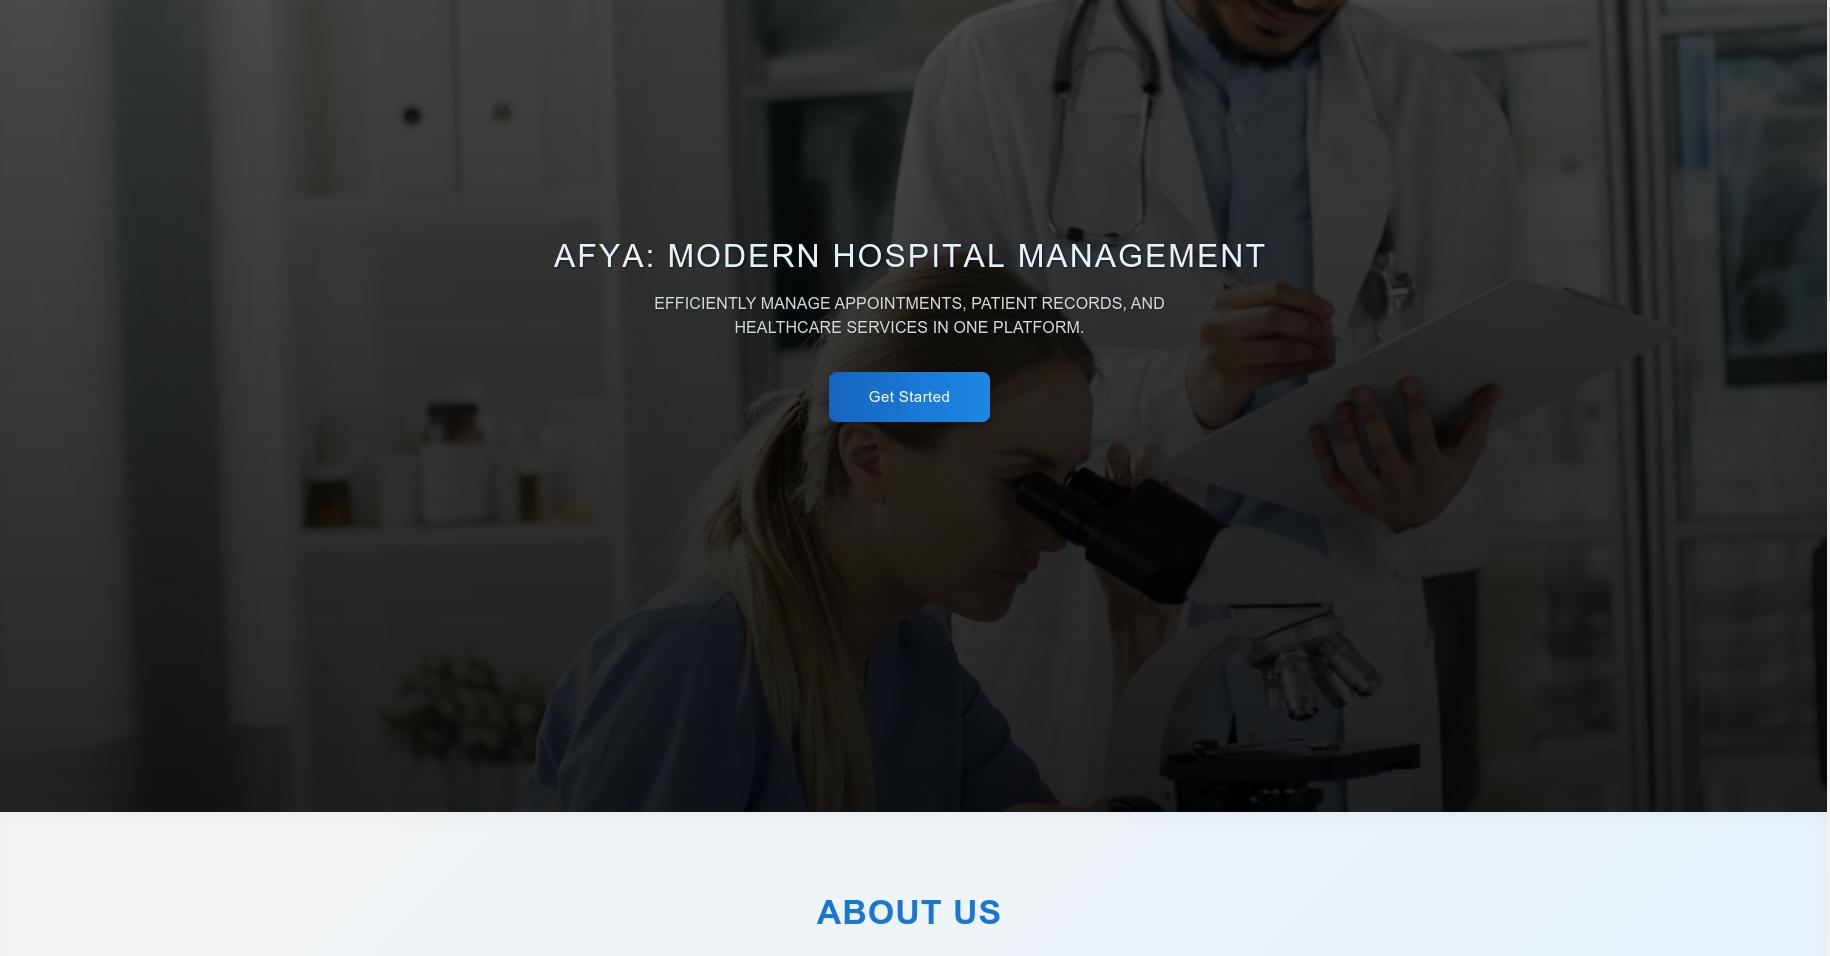 AFYA: MODERN HOSPITAL MANAGEMENT
EFFICIENTLY MANAGE APPOINTMENTS, PATIENT RECORDS, AND
HEALTHCARE SERVICES IN ONE PLATFORM.
Get Started
ABOUT US